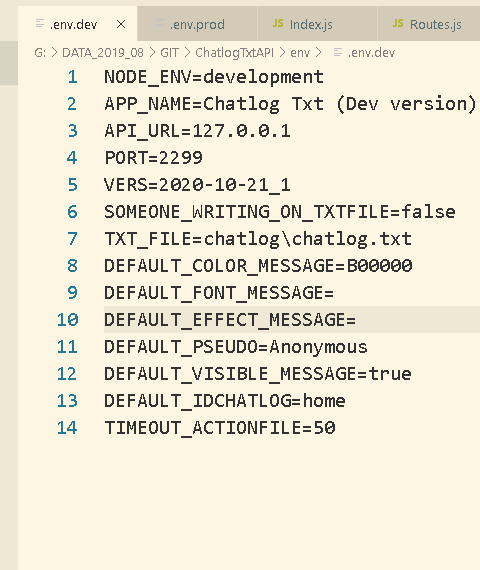 .env.dev × .env.prod JS Index.js JS Routes.js
G: > DATA_2019_08 > GIT > ChatlogTxtAPI > env > .env.dev
1 NODE_ENV=development
2 APP_NAME=Chatlog Txt (Dev version)
3 API_URL=127.0.0.1
4 PORT=2299
5 VERS=2020-10-21_1
6 SOMEONE_WRITING_ON_TXTFILE=false
7 TXT_FILE=chatlog\chatlog.txt
8 DEFAULT_COLOR_MESSAGE=B00000
9 DEFAULT_FONT_MESSAGE=
10 DEFAULT_EFFECT_MESSAGE=
11 DEFAULT_PSEUDO=Anonymous
12 DEFAULT_VISIBLE_MESSAGE=true
13 DEFAULT_IDCHATLOG=home
14 TIMEOUT_ACTIONFILE=50